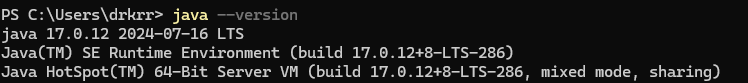 PS C:\Users\drkrr> java --version
java 17.0.12 2024-07-16 LTS
Java(TM) SE Runtime Environment (build 17.0.12+8-LTS-286)
Java HotSpot(TM) 64-Bit Server VM (build 17.0.12+8-LTS-286, mixed mode, sharing)